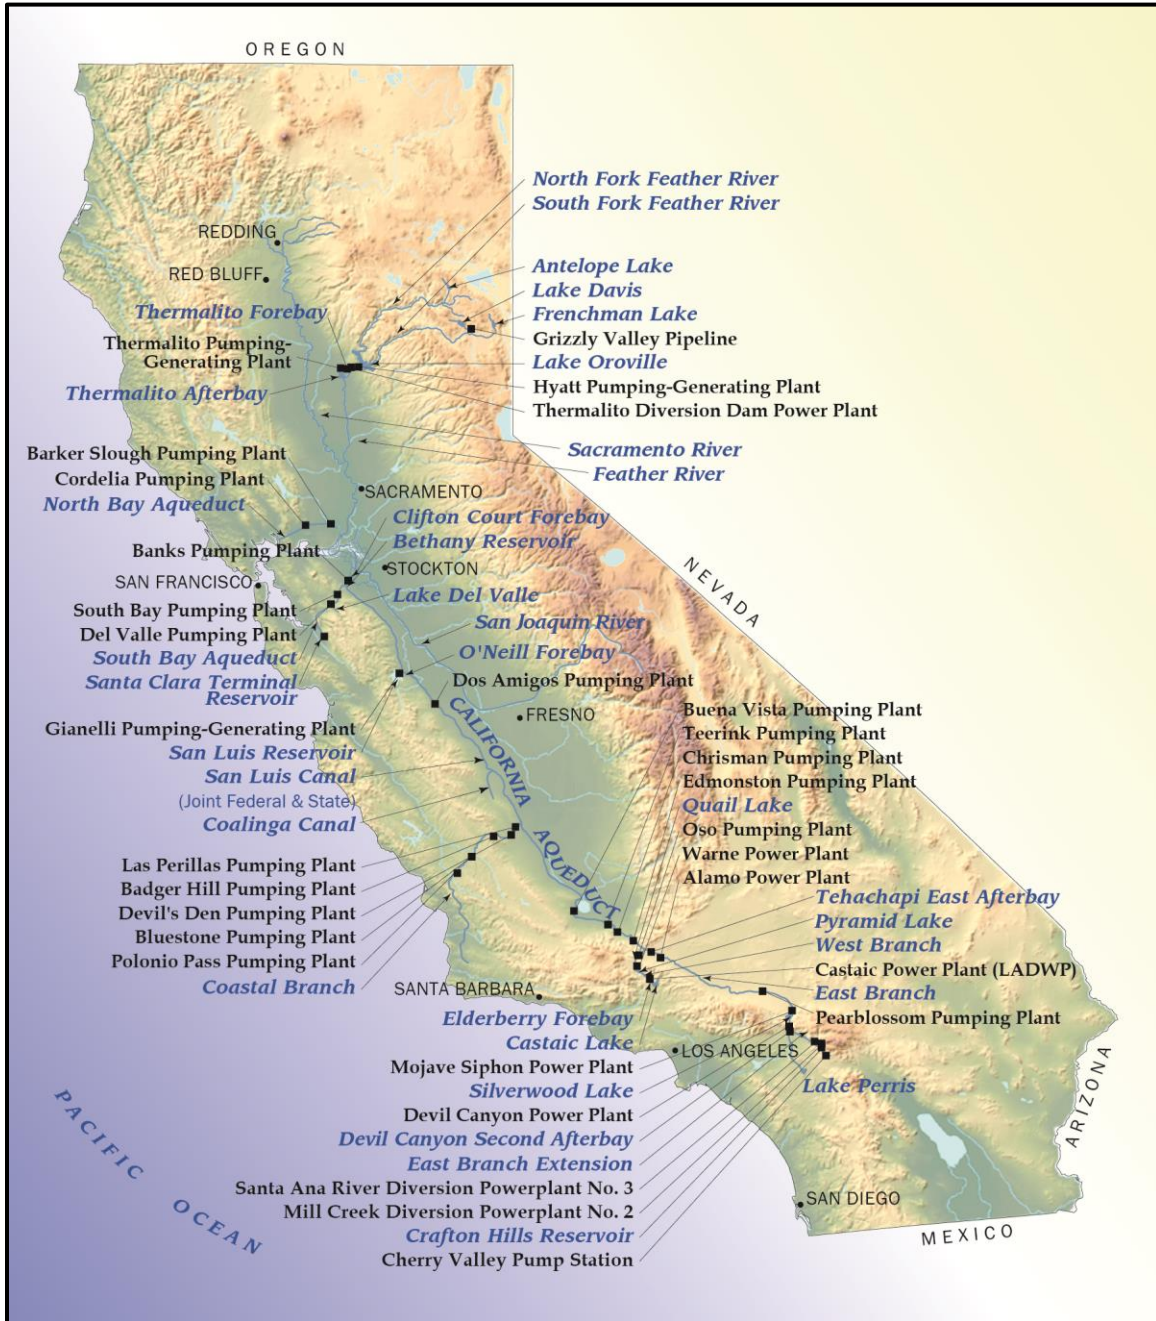 OREGON
North Fork Feather River
South Fork Feather River
REDDING
RED BLUFF
Antelope Lake
Lake Davis
Thermalito Forebay
Frenchman Lake
Grizzly Valley Pipeline
Thermalito Pumping-
Generating Plant
Lake Oroville
Thermalito Afterbay
Hyatt Pumping-Generating Plant
Thermalito Diversion Dam Power Plant
Sacramento River
Feather River
Barker Slough Pumping Plant
Cordelia Pumping Plant
North Bay Aqueduct
SACRAMENTO
Clifton Court Forebay
Bethany Reservoir
Banks Pumping Plant
STOCKTON
SAN FRANCISCO
Lake Del Valle
NEVADA
South Bay Pumping Plant
Del Valle Pumping Plant
San Joaquin River
South Bay Aqueduct
O'Neill Forebay
Santa Clara Terminal
Reservoir
Dos Amigos Pumping Plant
Gianelli Pumping-Generating Plant
CALIFORNIA
AQUEDUCT
FRESNO
Buena Vista Pumping Plant
Teerink Pumping Plant
San Luis Reservoir
Chrisman Pumping Plant
San Luis Canal
Edmonston Pumping Plant
(Joint Federal & State)
Quail Lake
Coalinga Canal
Oso Pumping Plant
Warne Power Plant
Las Perillas Pumping Plant
Alamo Power Plant
Badger Hill Pumping Plant
Tehachapi East Afterbay
Devil's Den Pumping Plant
Pyramid Lake
Bluestone Pumping Plant
West Branch
Polonio Pass Pumping Plant
Castaic Power Plant (LADWP)
Coastal Branch
SANTA BARBARA
East Branch
Elderberry Forebay
Pearblossom Pumping Plant
Castaic Lake
LOS ANGELES
Mojave Siphon Power Plant
Silverwood Lake
Lake Perris
Devil Canyon Power Plant
Devil Canyon Second Afterbay
East Branch Extension
Santa Ana River Diversion Powerplant No. 3
Mill Creek Diversion Powerplant No. 2
Crafton Hills Reservoir
Cherry Valley Pump Station
SAN DIEGO
ARIZONA
MEXICO
PACIFIC OCEAN